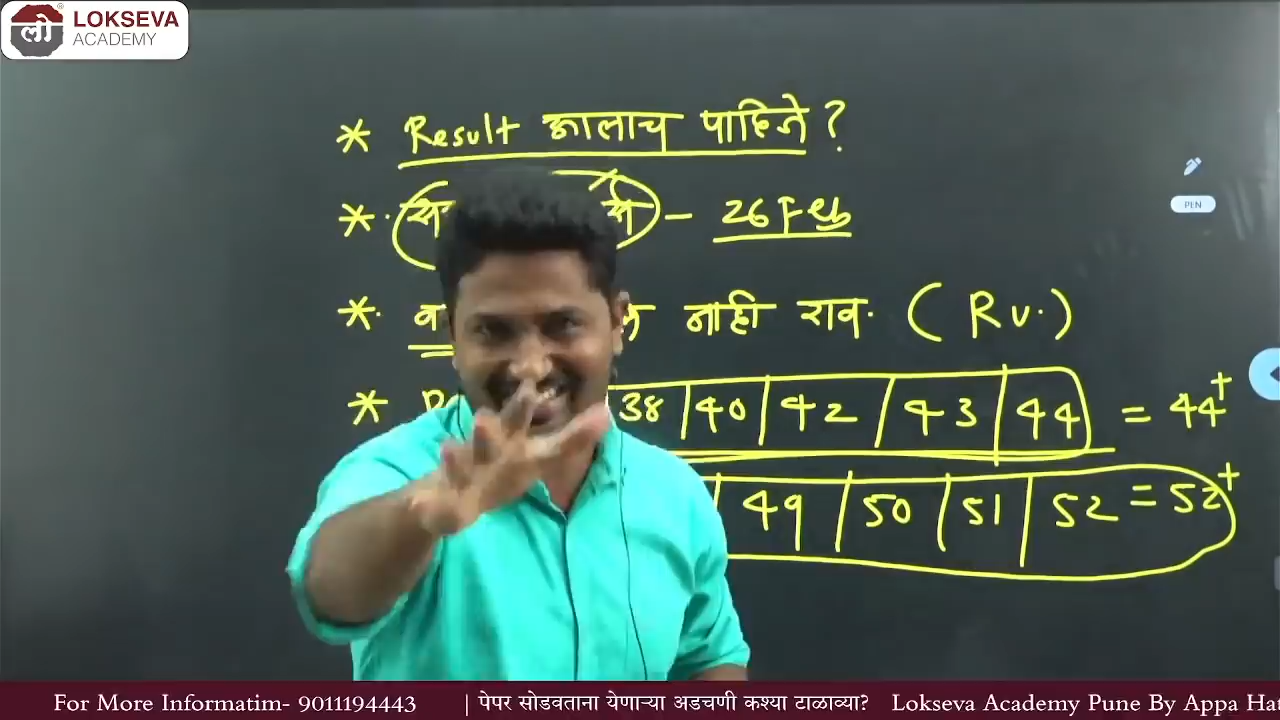 लो
LOKSEVA
ACADEMY
* Result झालाच पाहिजे ?
* - 26 Feb
PEN
* नाही राव. ( Rv. )
* 38 | 40 | 42 | 43 | 44 = 44+
49 | 50 | 51 | 52 = 52+
For More Informatim- 9011194443 | पेपर सोडवताना येणाऱ्या अडचणी कश्या टाळाव्या? Lokseva Academy Pune By Appa Ha